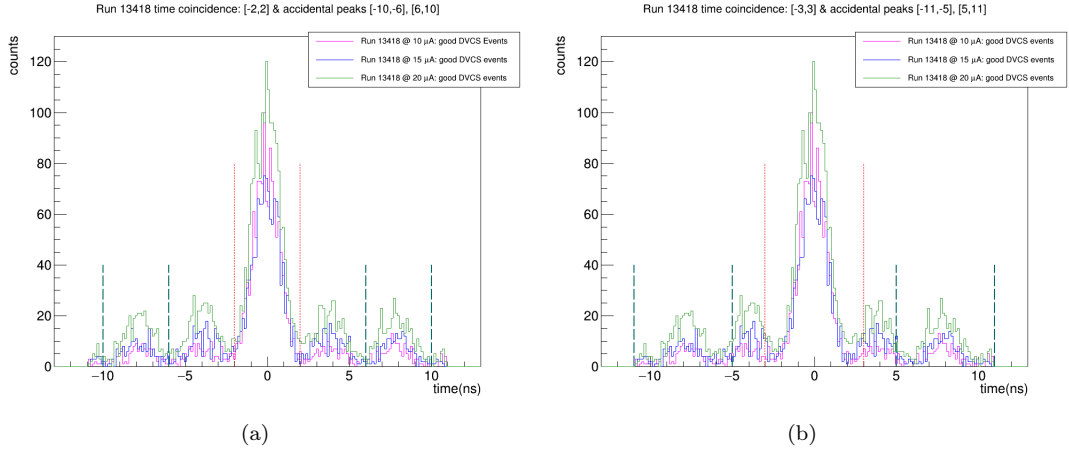 Run 13418 time coincidence: [-2,2] & accidental peaks [-10,-6], [6,10]
counts
Run 13418 @ 10 µA: good DVCS Events
Run 13418 @ 15 µA: good DVCS events
Run 13418 @ 20 µA: good DVCS events
120
100
80
60
40
20
0
−10 −5 0 5 10
time(ns)
(a)
Run 13418 time coincidence: [-3,3] & accidental peaks [-11,-5], [5,11]
counts
Run 13418 @ 10 µA: good DVCS events
Run 13418 @ 15 µA: good DVCS events
Run 13418 @ 20 µA: good DVCS events
120
100
80
60
40
20
0
−10 −5 0 5 10
time(ns)
(b)